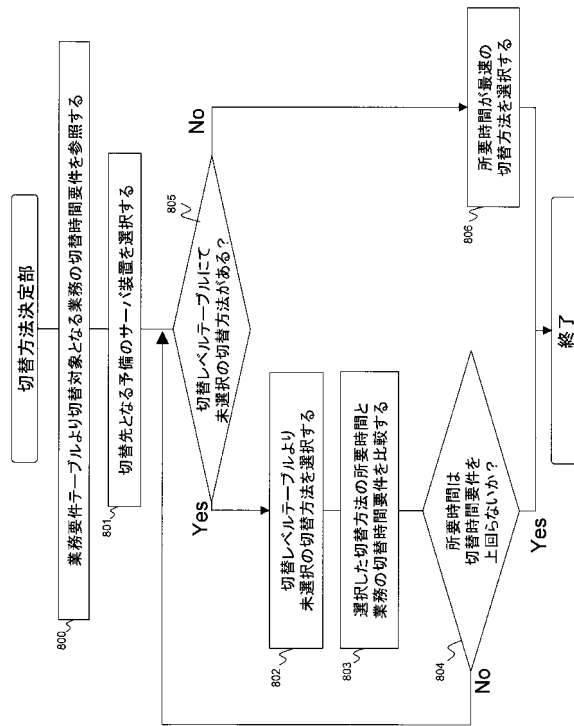 切替方法決定部
業務要件テーブルより切替対象となる業務の切替時間要件を参照する
800
切替先となる予備のサーバ装置を選択する
801
切替レベルテーブルにて
未選択の切替方法がある？
805
Yes
No
切替レベルテーブルより
未選択の切替方法を選択する
802
選択した切替方法の所要時間と
業務の切替時間要件を比較する
803
所要時間は
切替時間要件を
上回らないか？
804
No
Yes
所要時間が最速の
切替方法を選択する
806
終了